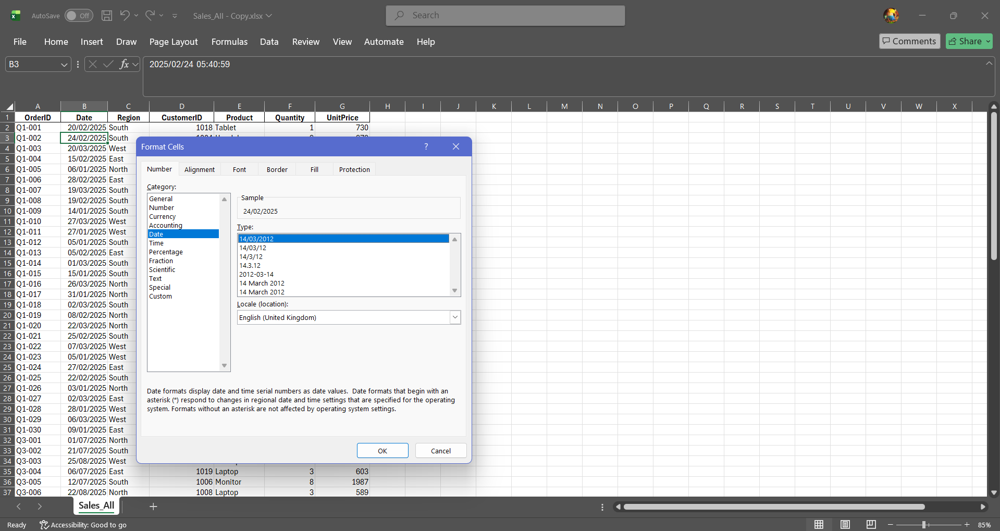 AutoSave Off Sales_All - Copy.xlsx Search
File Home Insert Draw Page Layout Formulas Data Review View Automate Help Comments Share
B3 fx 2025/02/24 05:40:59
A B C D E F G H I J K L M N O P Q R S T U V W X
1 OrderID Date Region CustomerID Product Quantity UnitPrice
2 Q1-001 20/02/2025 South 1018 Tablet 1 730
3 Q1-002 24/02/2025 South
4 Q1-003 20/03/2025 West
5 Q1-004 15/02/2025 East
6 Q1-005 06/01/2025 North
7 Q1-006 28/02/2025 East
8 Q1-007 19/03/2025 South
9 Q1-008 19/02/2025 South
10 Q1-009 14/01/2025 South
11 Q1-010 27/03/2025 West
12 Q1-011 27/01/2025 West
13 Q1-012 05/01/2025 South
14 Q1-013 05/02/2025 East
15 Q1-014 01/03/2025 South
16 Q1-015 15/01/2025 South
17 Q1-016 26/03/2025 North
18 Q1-017 31/01/2025 North
19 Q1-018 02/03/2025 South
20 Q1-019 08/02/2025 North
21 Q1-020 22/03/2025 North
22 Q1-021 25/02/2025 South
23 Q1-022 07/03/2025 West
24 Q1-023 05/01/2025 West
25 Q1-024 27/02/2025 East
26 Q1-025 22/02/2025 South
27 Q1-026 03/01/2025 North
28 Q1-027 02/03/2025 East
29 Q1-028 28/01/2025 West
30 Q1-029 06/03/2025 West
31 Q1-030 09/01/2025 East
32 Q3-001 01/07/2025 North
33 Q3-002 21/07/2025 South
34 Q3-003 25/08/2025 West
35 Q3-004 06/07/2025 East 1019 Laptop 3 603
36 Q3-005 12/07/2025 South 1006 Monitor 8 1987
37 Q3-006 22/08/2025 North 1008 Laptop 3 589
Format Cells ?
Number Alignment Font Border Fill Protection
Category:
General
Number
Currency
Accounting
Date
Time
Percentage
Fraction
Scientific
Text
Special
Custom
Sample
24/02/2025
Type:
14/03/2012
14/03/12
14/3/12
14.3.12
2012-03-14
14 March 2012
14 March 2012
Locale (location):
English (United Kingdom)
Date formats display date and time serial numbers as date values. Date formats that begin with an
asterisk (*) respond to changes in regional date and time settings that are specified for the operating
system. Formats without an asterisk are not affected by operating system settings.
OK Cancel
Sales_All
Ready Accessibility: Good to go 85%